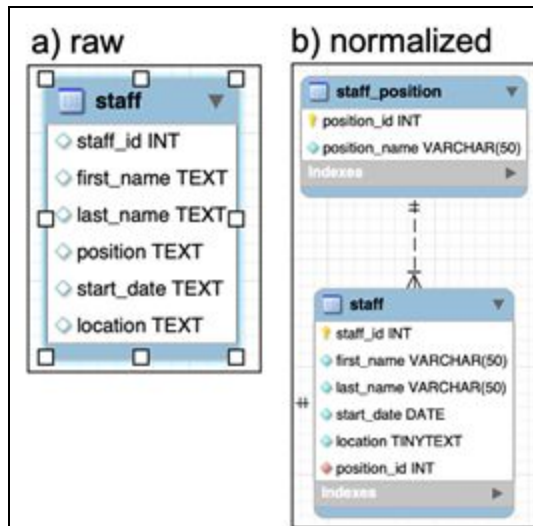 a) raw
staff
staff_id INT
first_name TEXT
last_name TEXT
position TEXT
start_date TEXT
location TEXT
b) normalized
staff_position
position_id INT
position_name VARCHAR(50)
Indexes
staff
staff_id INT
first_name VARCHAR(50)
last_name VARCHAR(50)
start_date DATE
location TINYTEXT
position_id INT
Indexes